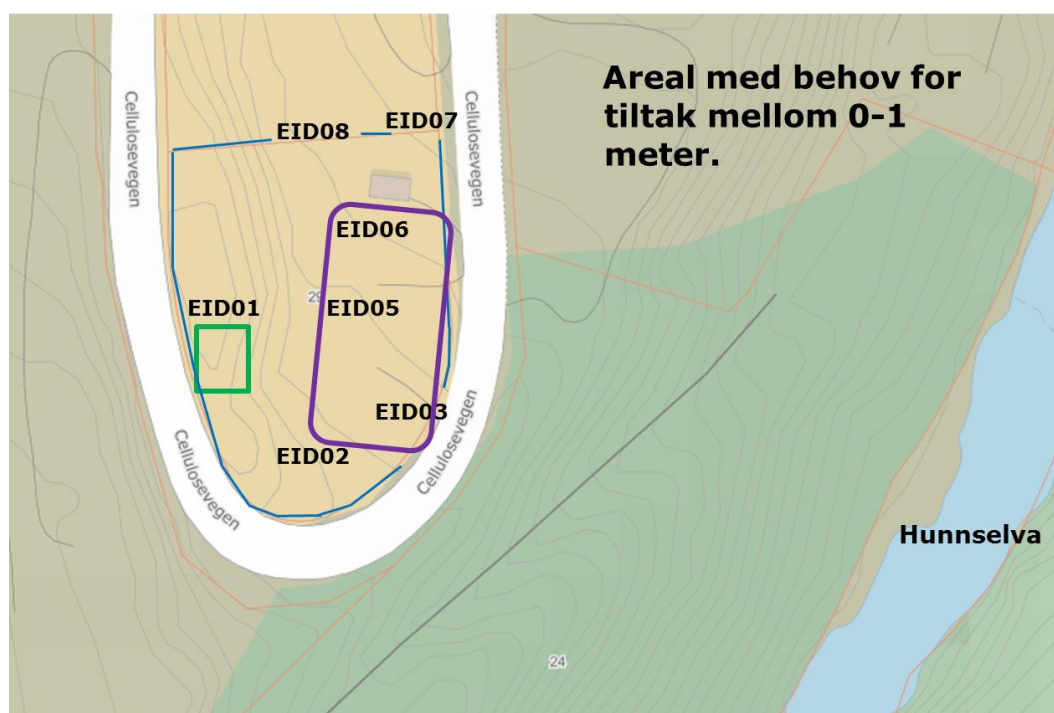 Areal med behov for
tiltak mellom 0-1
meter.
Cellulosevegen
Cellulosevegen
EID08
EID07
EID06
29
EID05
EID01
EID03
EID02
Cellulosevegen
Cellulosevegen
Hunnselva
24